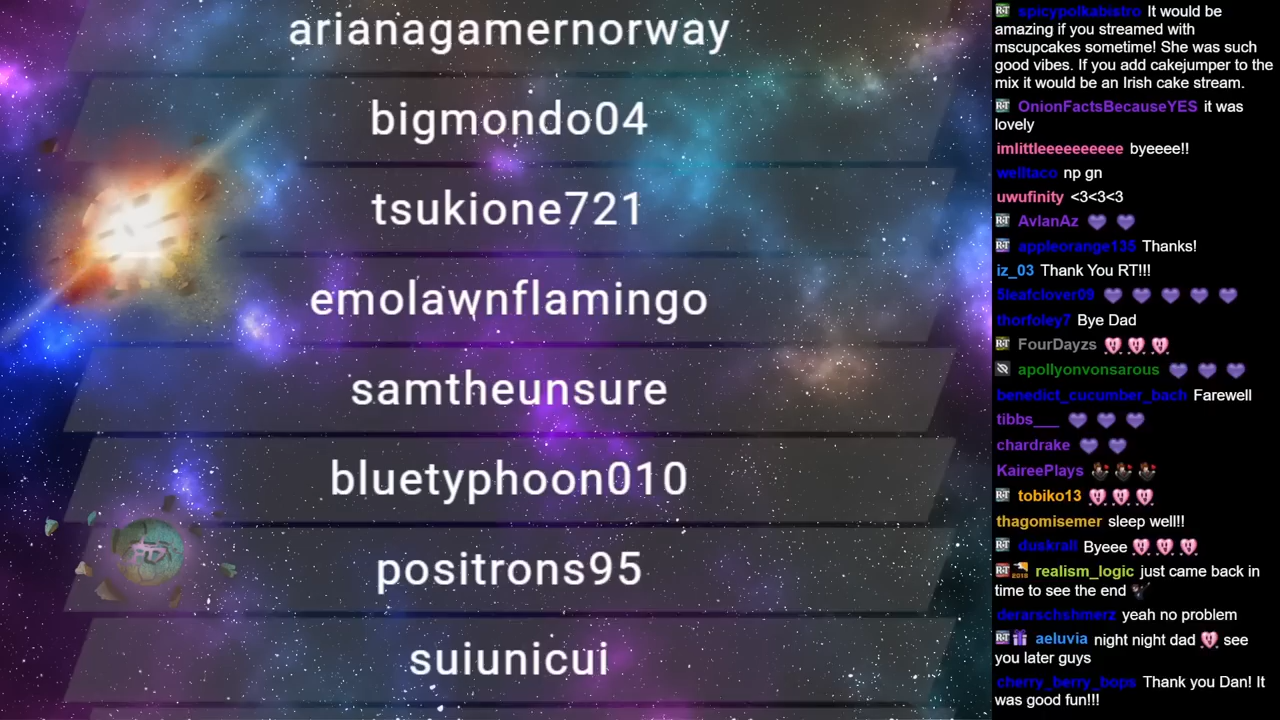 arianagamernorway
bigmondo04
tsukione721
emolawnflamingo
samtheunsure
bluetyphoon010
positrons95
suiunicui
spicypolkabistro It would be
amazing if you streamed with
mscupcakes sometime! She was such
good vibes. If you add cakejumper to the
mix it would be an Irish cake stream.
OnionFactsBecauseYES it was
lovely
imlittleeeeeeeeee byeeee!!
welltaco np gn
uwufinity <3<3<3
AvIanAz
appleorange135 Thanks!
iz_03 Thank You RT!!!
5leafclover09
thorfoley7 Bye Dad
FourDayzs
apollyonvonsarous
benedict_cucumber_bach Farewell
tibbs___
chardrake
KaireePlays
tobiko13
thagomisemer sleep well!!
duskrall Byeee
realism_logic just came back in
time to see the end
derarschshmerz yeah no problem
aeluvia night night dad see
you later guys
cherry_berry_bops Thank you Dan! It
was good fun!!!